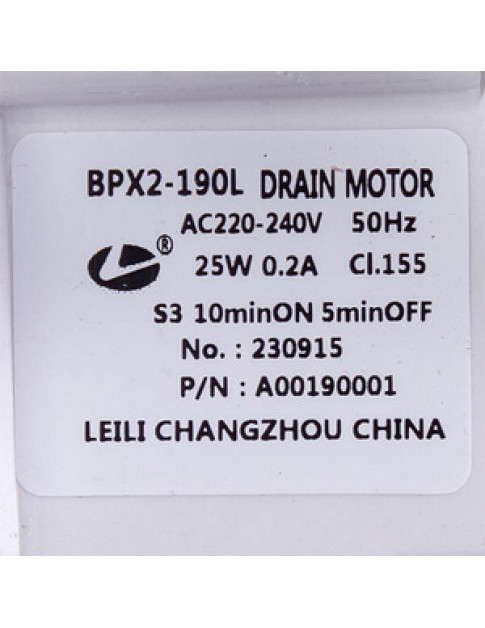 BPX2-190L DRAIN MOTOR
AC220-240V 50Hz
®
25W 0.2A Cl.155
S3 10minON 5minOFF
No. : 230915
P/N : A00190001
LEILI CHANGZHOU CHINA